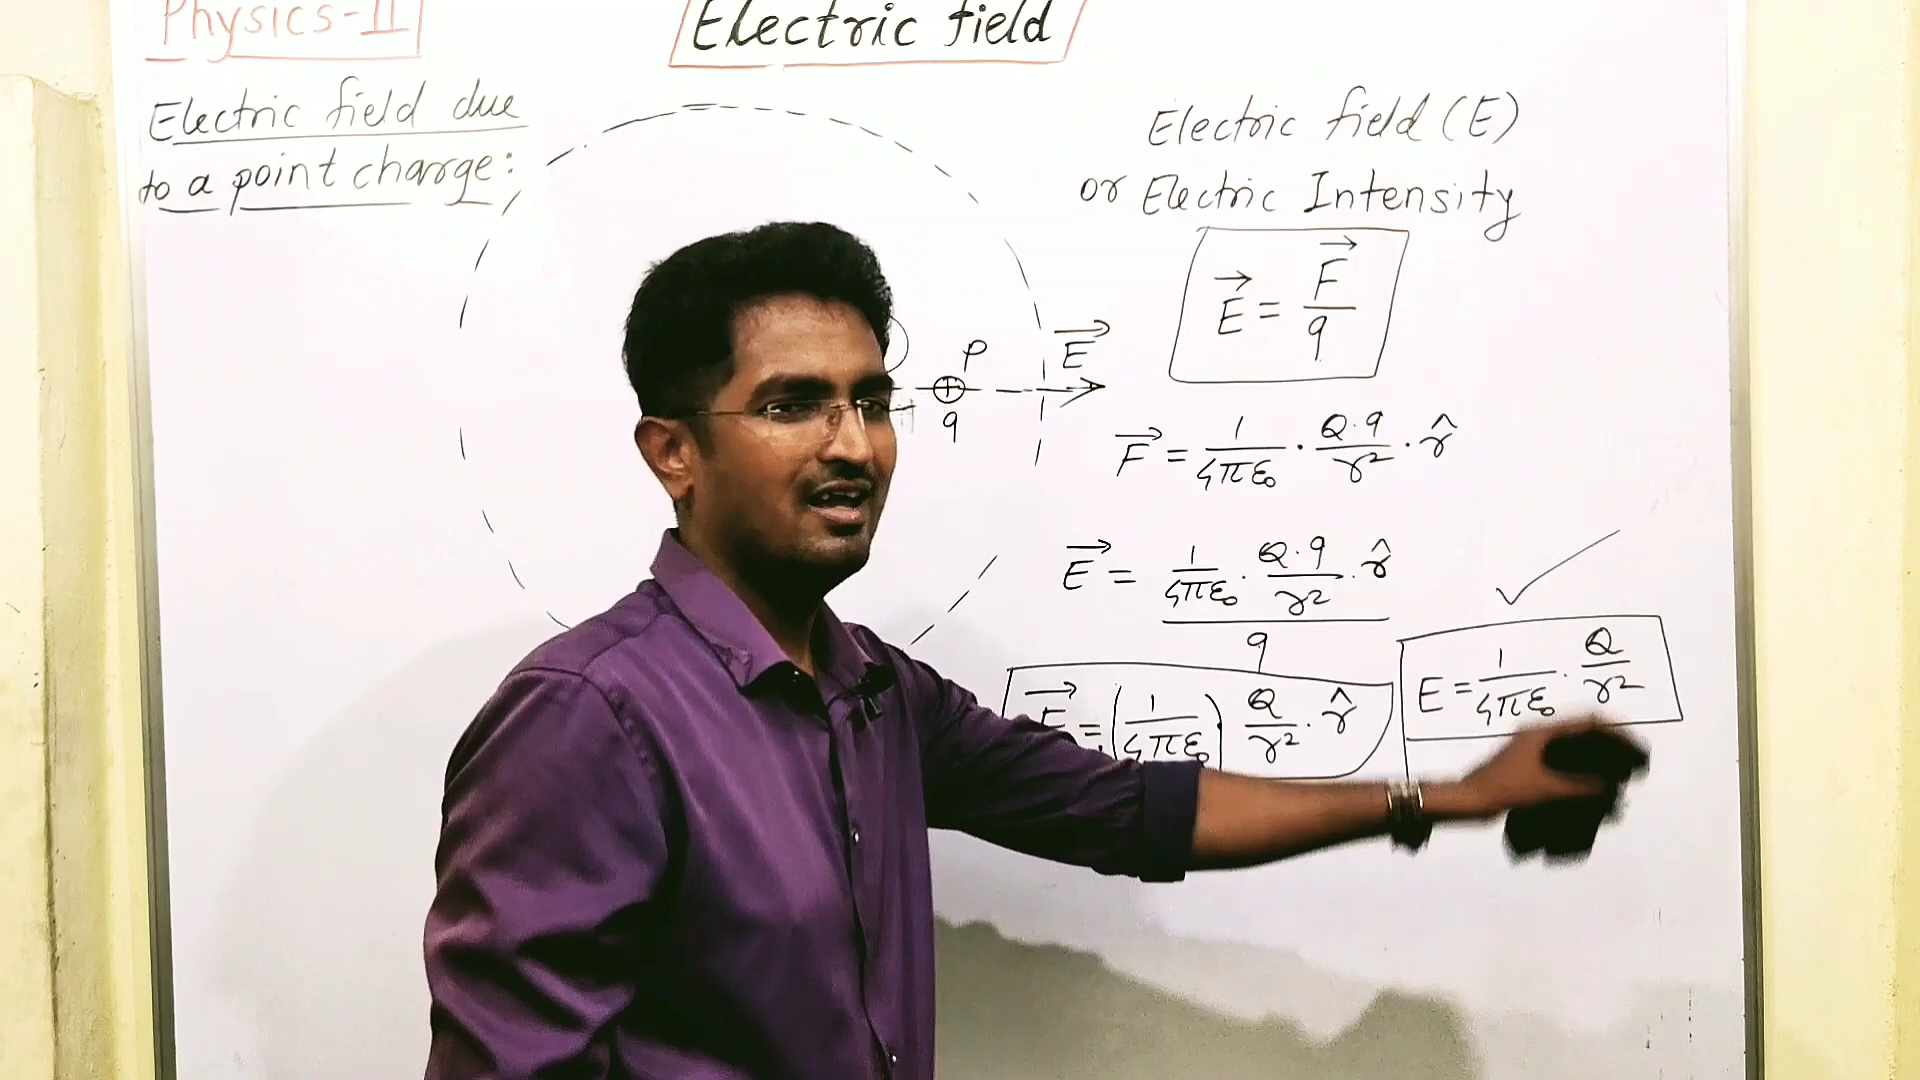 Physics-II
Electric field
Electric field due
to a point charge:
Electric field (E)
or Electric Intensity
P
E⃗
q
E⃗ = F⃗/q
F⃗ = 1/4πε₀ · Q·q/r² · r̂
E⃗ = (1/4πε₀ · Q·q/r² · r̂)/q
= (1/4πε₀) Q/r² · r̂
E = 1/4πε₀ · Q/r²